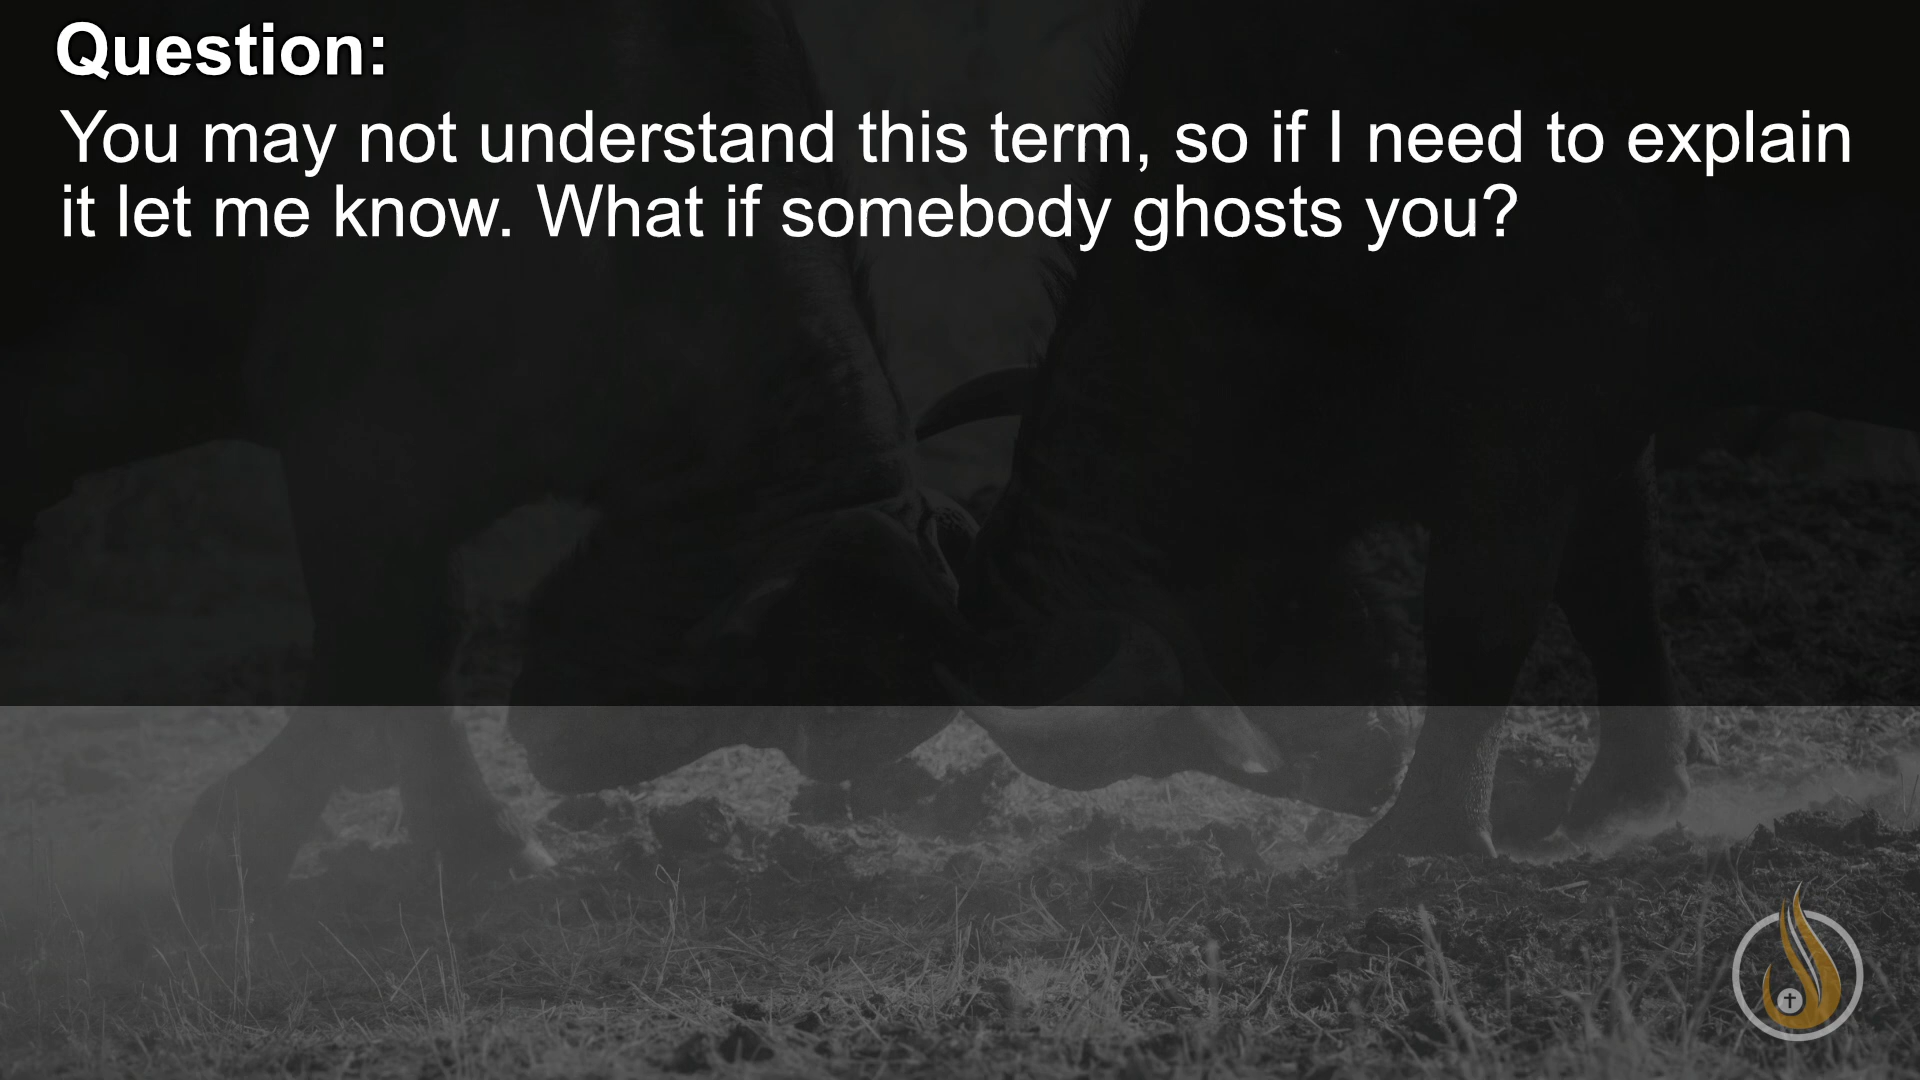 Question:
You may not understand this term, so if I need to explain
it let me know. What if somebody ghosts you?